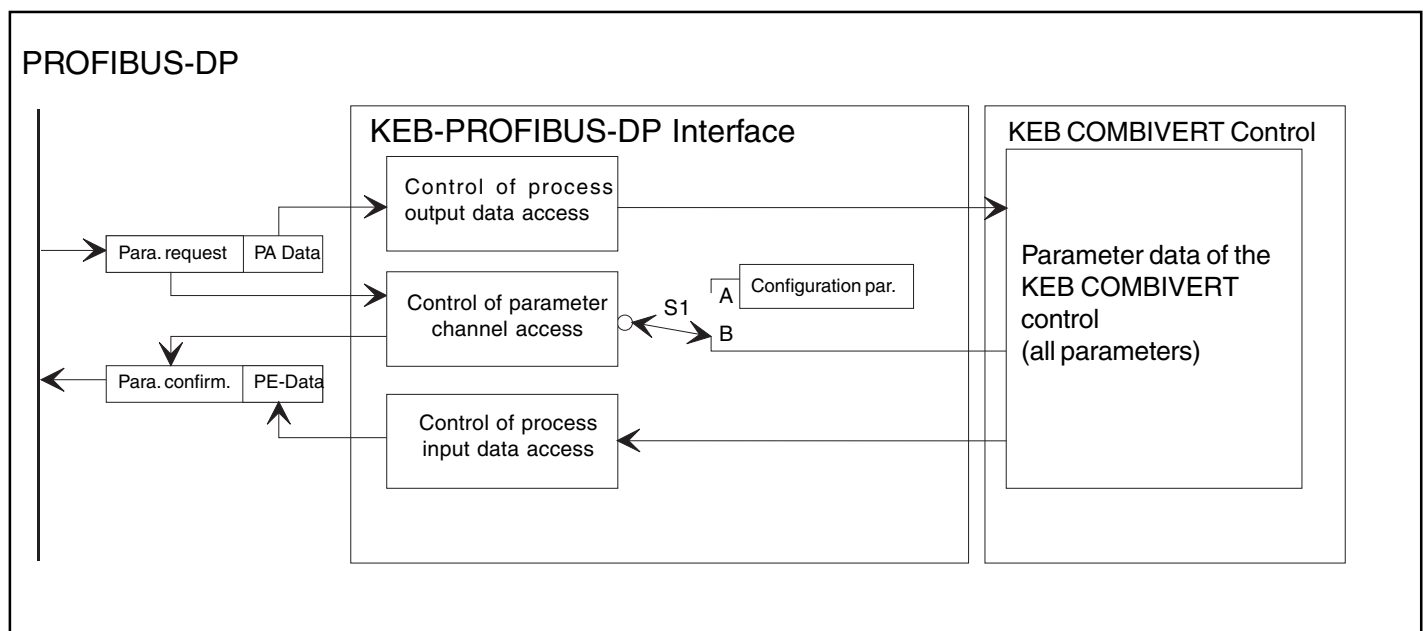 PROFIBUS-DP
KEB-PROFIBUS-DP Interface
KEB COMBIVERT Control
Control of process
output data access
Para. request PA Data
Control of parameter
channel access
S1
A
B
Configuration par.
Parameter data of the
KEB COMBIVERT
control
(all parameters)
Para. confirm. PE-Data
Control of process
input data access